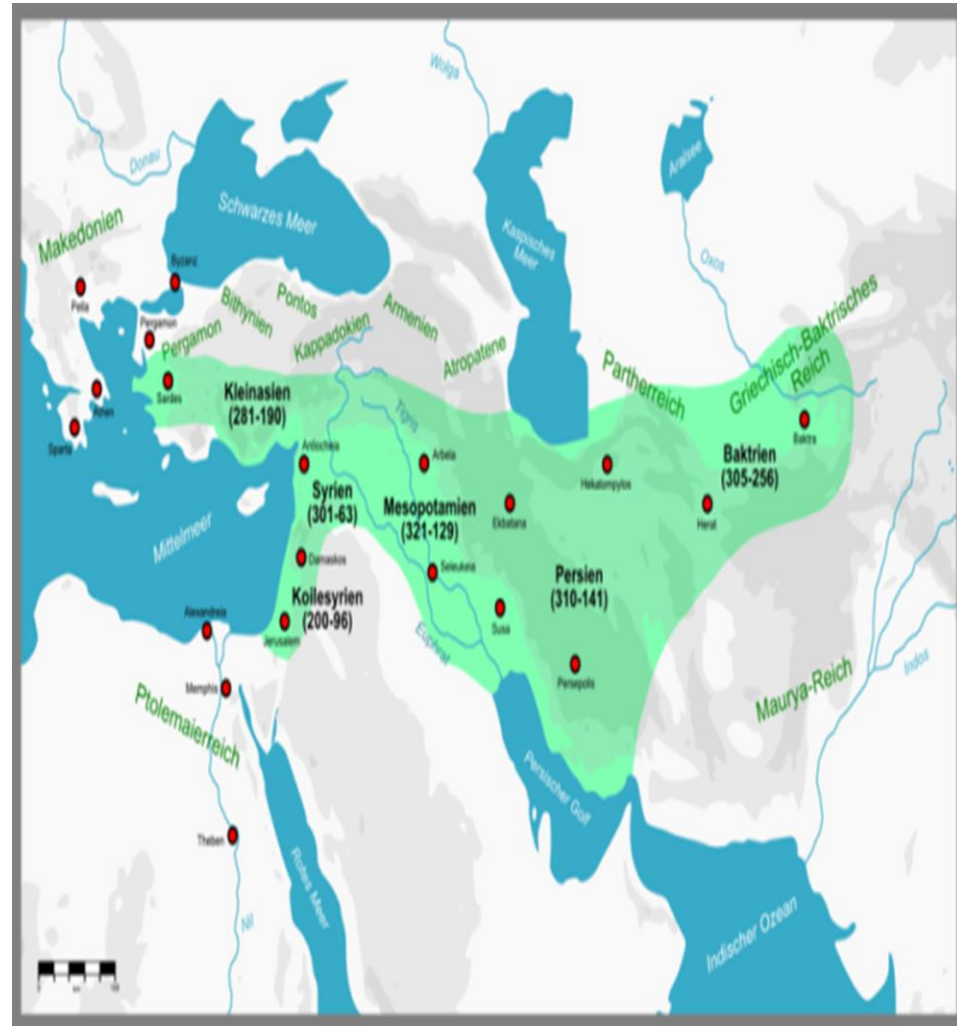 Wolga
Donau
Aralsee
Schwarzes Meer
Makedonien
Kaspisches
Meer
Byzanz
Oxos
Pella
Pontos
Bithynien
Armenien
Griechisch-Baktrisches
Reich
Pergamon
Pergamon
Kappadokien
Atropatene
Partherreich
Sardes
Kleinasien
(281-190)
Athen
Tigris
Sparta
Baktra
Antiocheia
Arbela
Baktrien
(305-256)
Hekatompylos
Syrien
(301-63)
Mesopotamien
(321-129)
Ekbatana
Herat
Mittelmeer
Damaskos
Seleukeia
Persien
(310-141)
Koilesyrien
(200-96)
Alexandreia
Jerusalem
Susa
Euphrat
Indos
Memphis
Persepolis
Maurya-Reich
Ptolemaierreich
Persischer Golf
Theben
Rotes Meer
Nil
Indischer Ozean